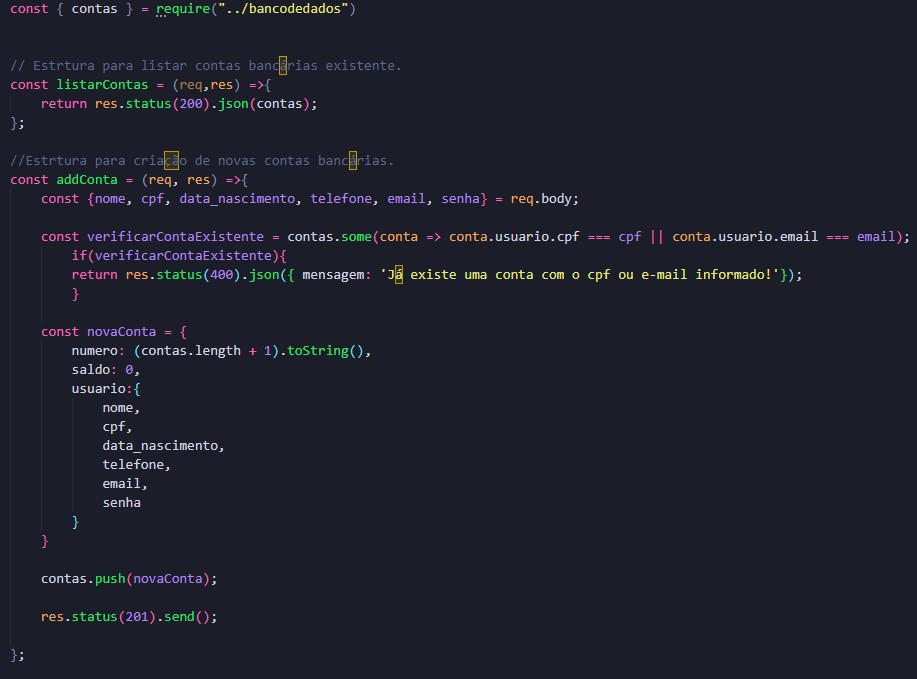 const { contas } = require("../bancodedados")
// Estrtura para listar contas bancárias existente.
const listarContas = (req,res) =>{
return res.status(200).json(contas);
};
//Estrtura para criação de novas contas bancárias.
const addConta = (req, res) =>{
const {nome, cpf, data_nascimento, telefone, email, senha} = req.body;
const verificarContaExistente = contas.some(conta => conta.usuario.cpf === cpf || conta.usuario.email === email);
if(verificarContaExistente){
return res.status(400).json({ mensagem: 'Já existe uma conta com o cpf ou e-mail informado!'});
}
const novaConta = {
numero: (contas.length + 1).toString(),
saldo: 0,
usuario:{
nome,
cpf,
data_nascimento,
telefone,
email,
senha
}
}
contas.push(novaConta);
res.status(201).send();
};